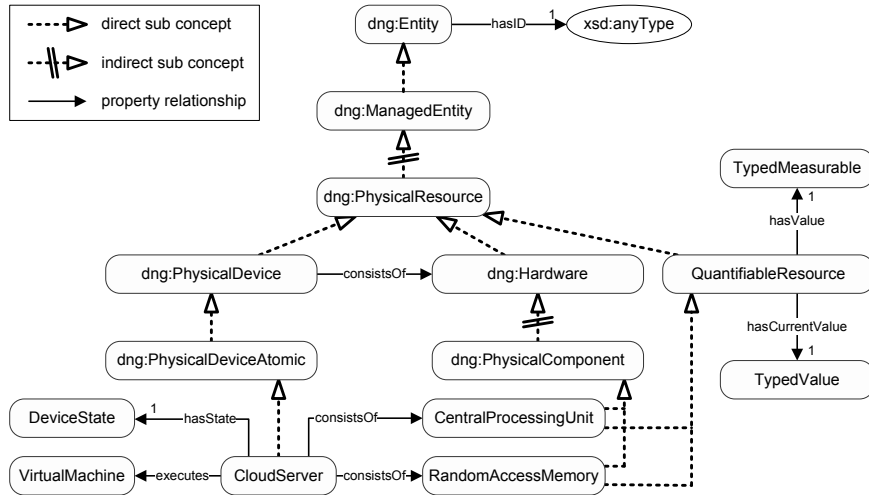 direct sub concept
indirect sub concept
property relationship
dng:Entity
hasID
1
xsd:anyType
dng:ManagedEntity
dng:PhysicalResource
TypedMeasurable
1
hasValue
dng:PhysicalDevice
consistsOf
dng:Hardware
QuantifiableResource
hasCurrentValue
1
dng:PhysicalDeviceAtomic
dng:PhysicalComponent
TypedValue
DeviceState
1
hasState
consistsOf
CentralProcessingUnit
VirtualMachine
executes
CloudServer
consistsOf
RandomAccessMemory